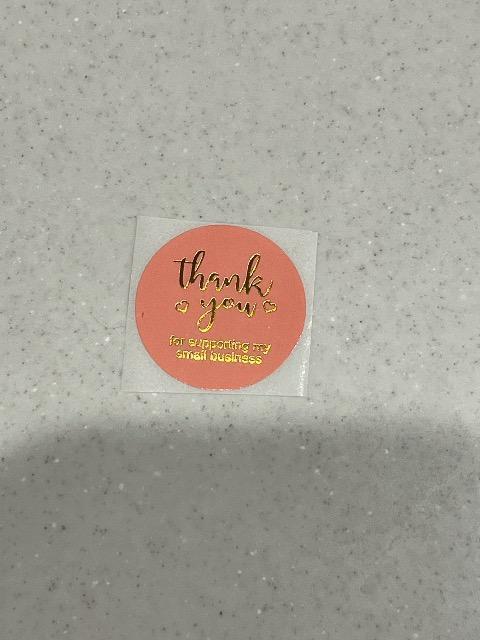 thank
you
for supporting my
small business